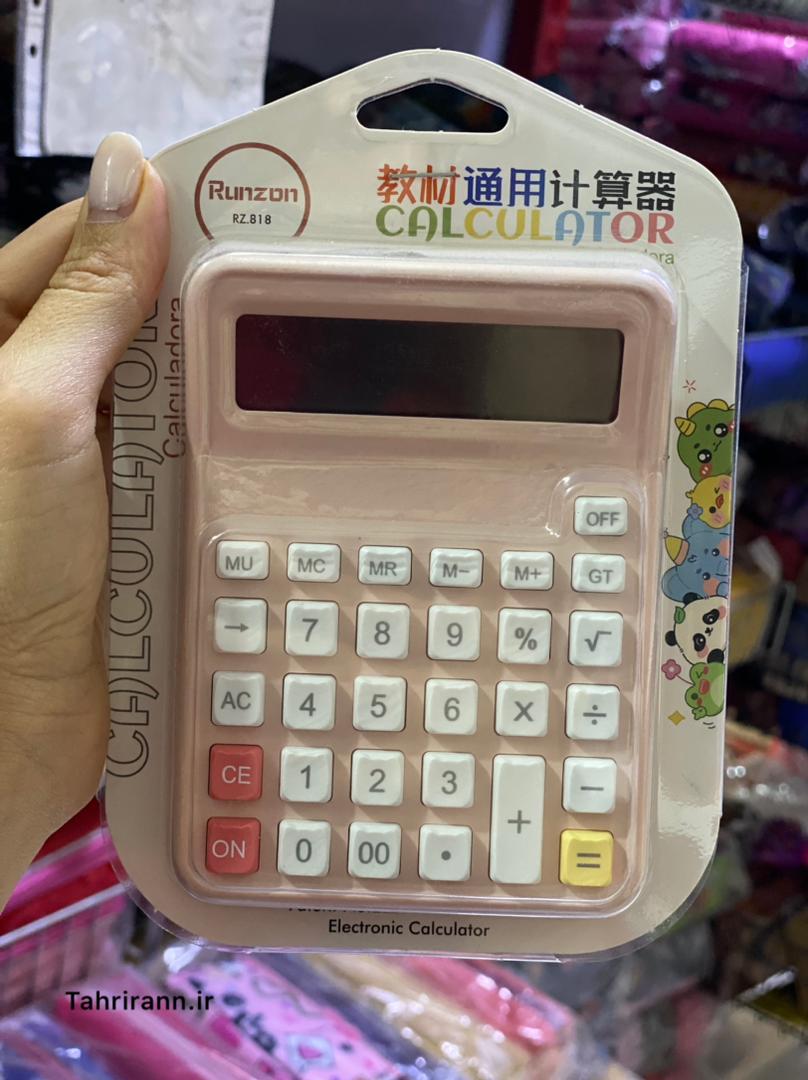 Runzon
RZ.818
教材通用计算器
CALCULATOR
CALCULATOR
Calculadora
OFF
MU MC MR M− M+ GT
→ 7 8 9 % √
AC 4 5 6 X ÷
CE 1 2 3 + −
ON 0 00 • =
Electronic Calculator
Tahrirann.ir